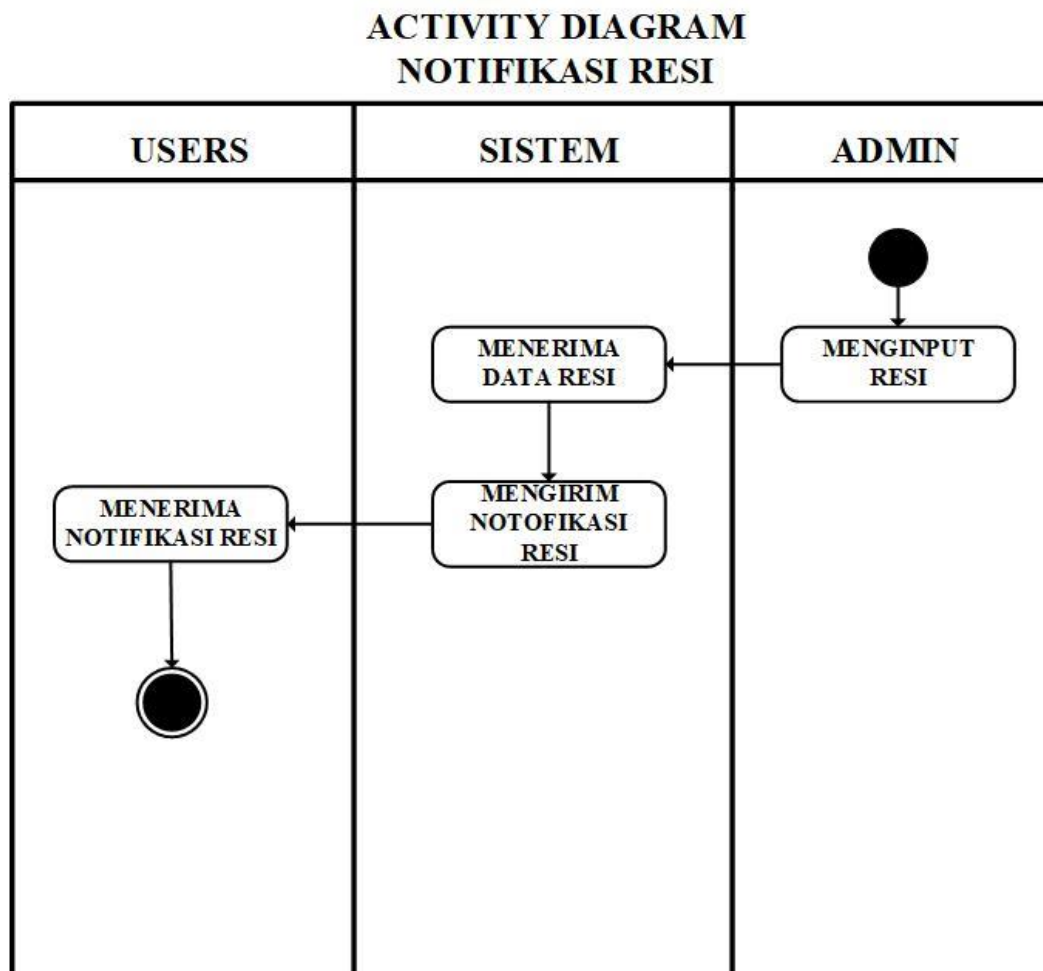 ACTIVITY DIAGRAM
NOTIFIKASI RESI
USERS
SISTEM
ADMIN
MENERIMA
DATA RESI
MENGINPUT
RESI
MENERIMA
NOTIFIKASI RESI
MENGIRIM
NOTOFIKASI
RESI